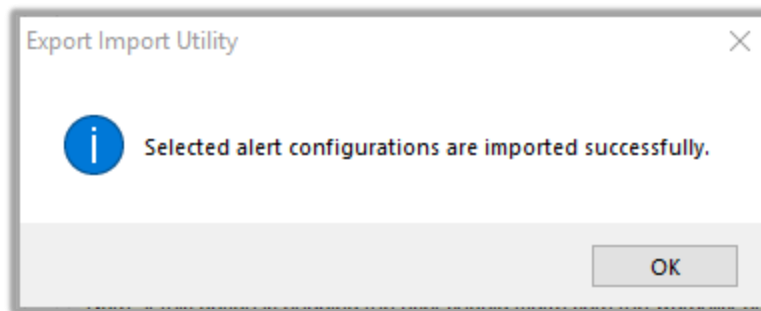 Export Import Utility
Selected alert configurations are imported successfully.
OK